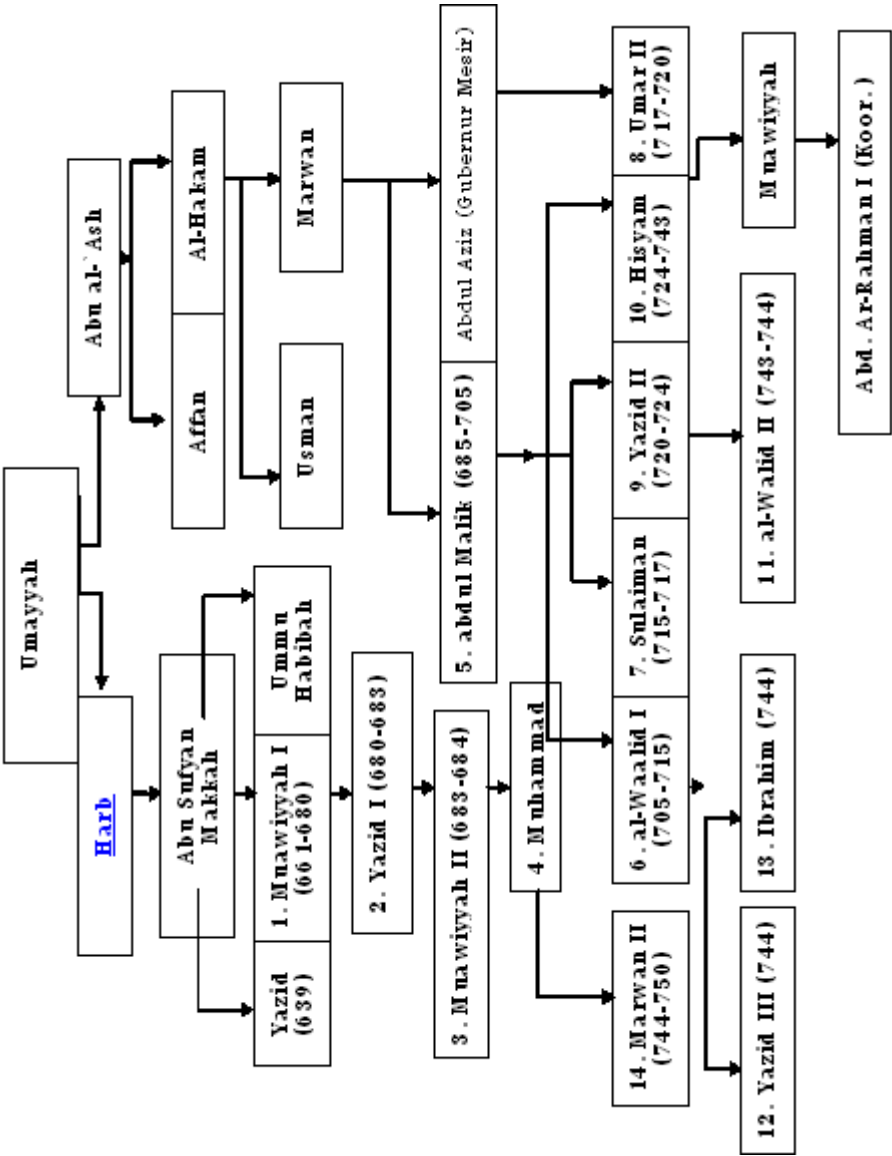 Umayyah
Harb
Abu al-`Ash
Abu Sufyan
Makkah
Affan
Al-Hakam
Yazid
(639)
1. Muawiyyah I
(661-680)
Ummu
Habibah
Usman
Marwan
2. Yazid I (680-683)
3. Muawiyyah II (683-684)
5. abdul Malik (685-705)
Abdul Aziz (Gubernur Mesir)
4. Muhammad
14. Marwan II
(744-750)
6. al-Waalid I
(705-715)
7. Sulaiman
(715-717)
9. Yazid II
(720-724)
10. Hisyam
(724-743)
8. Umar II
(717-720)
12. Yazid III (744)
13. Ibrahim (744)
11. al-Walid II (743-744)
Muawiyyah
Abd. Ar-Rahman I (Koor.)